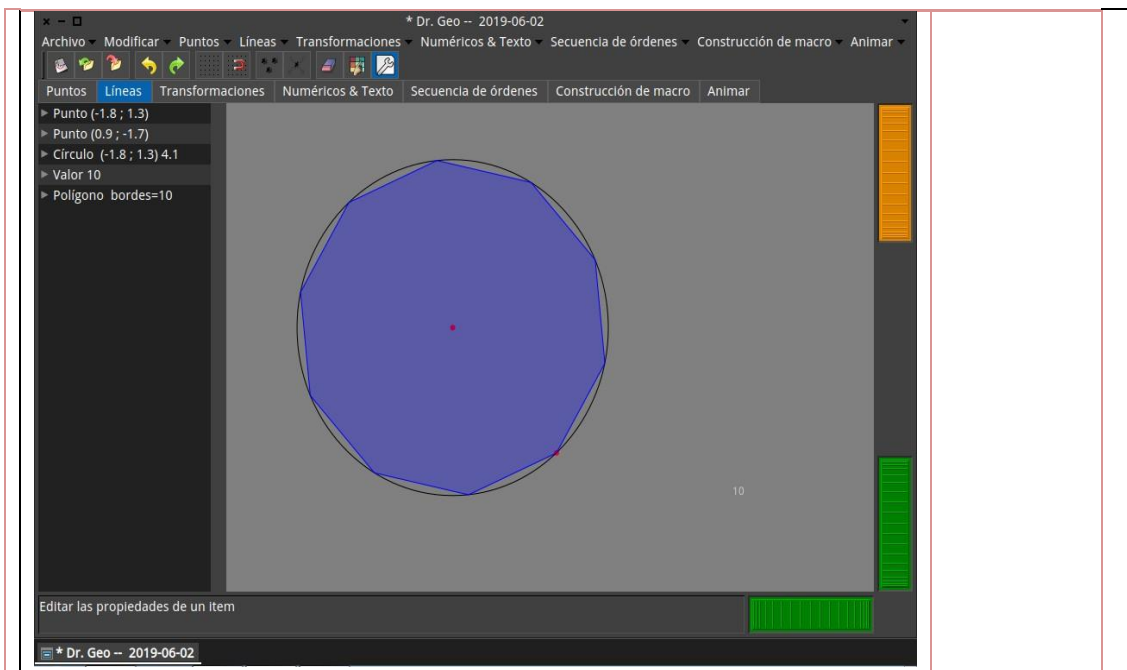 * Dr. Geo -- 2019-06-02
Archivo Modificar Puntos Líneas Transformaciones Numéricos & Texto Secuencia de órdenes Construcción de macro Animar
Puntos Líneas Transformaciones Numéricos & Texto Secuencia de órdenes Construcción de macro Animar
Punto (-1.8 ; 1.3)
Punto (0.9 ; -1.7)
Círculo (-1.8 ; 1.3) 4.1
Valor 10
Polígono bordes=10
10
Editar las propiedades de un item
* Dr. Geo -- 2019-06-02